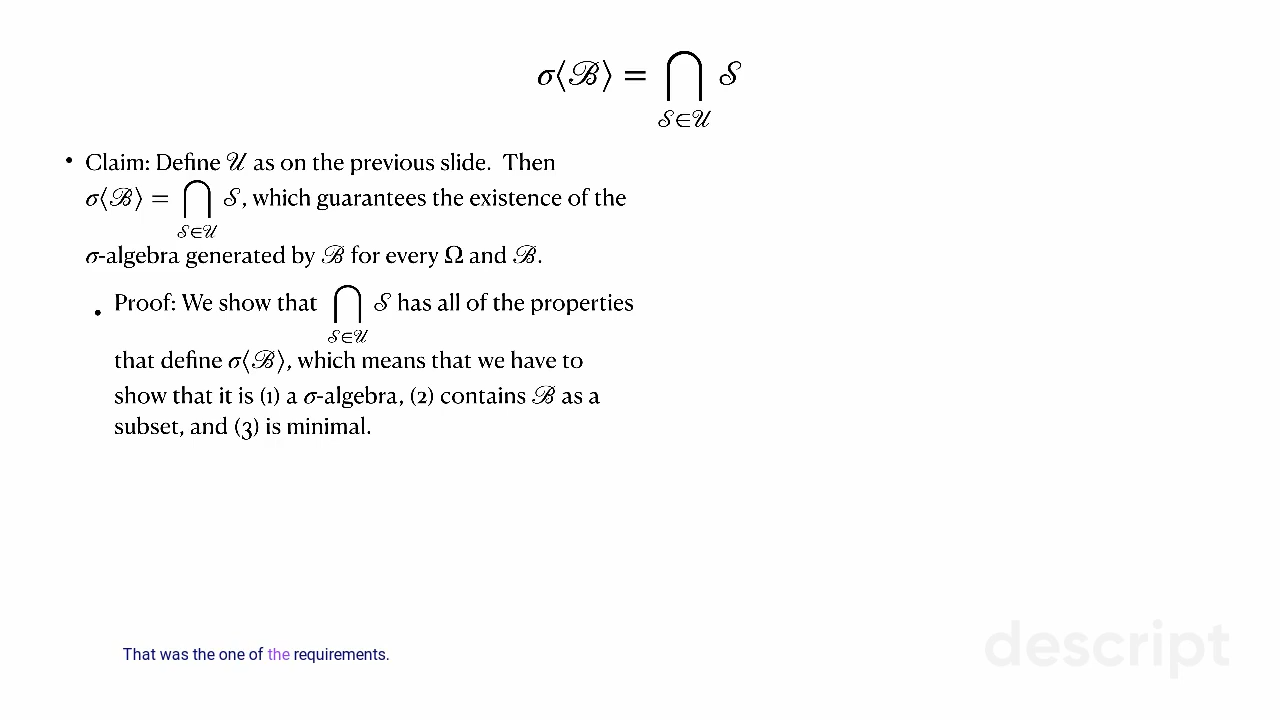 σ⟨ℬ⟩ = ⋂ 𝒮
𝒮∈𝒰
• Claim: Define 𝒰 as on the previous slide. Then
σ⟨ℬ⟩ = ⋂ 𝒮, which guarantees the existence of the
𝒮∈𝒰
σ-algebra generated by ℬ for every Ω and ℬ.
• Proof: We show that ⋂ 𝒮 has all of the properties
𝒮∈𝒰
that define σ⟨ℬ⟩, which means that we have to
show that it is (1) a σ-algebra, (2) contains ℬ as a
subset, and (3) is minimal.
That was the one of the requirements.
descript